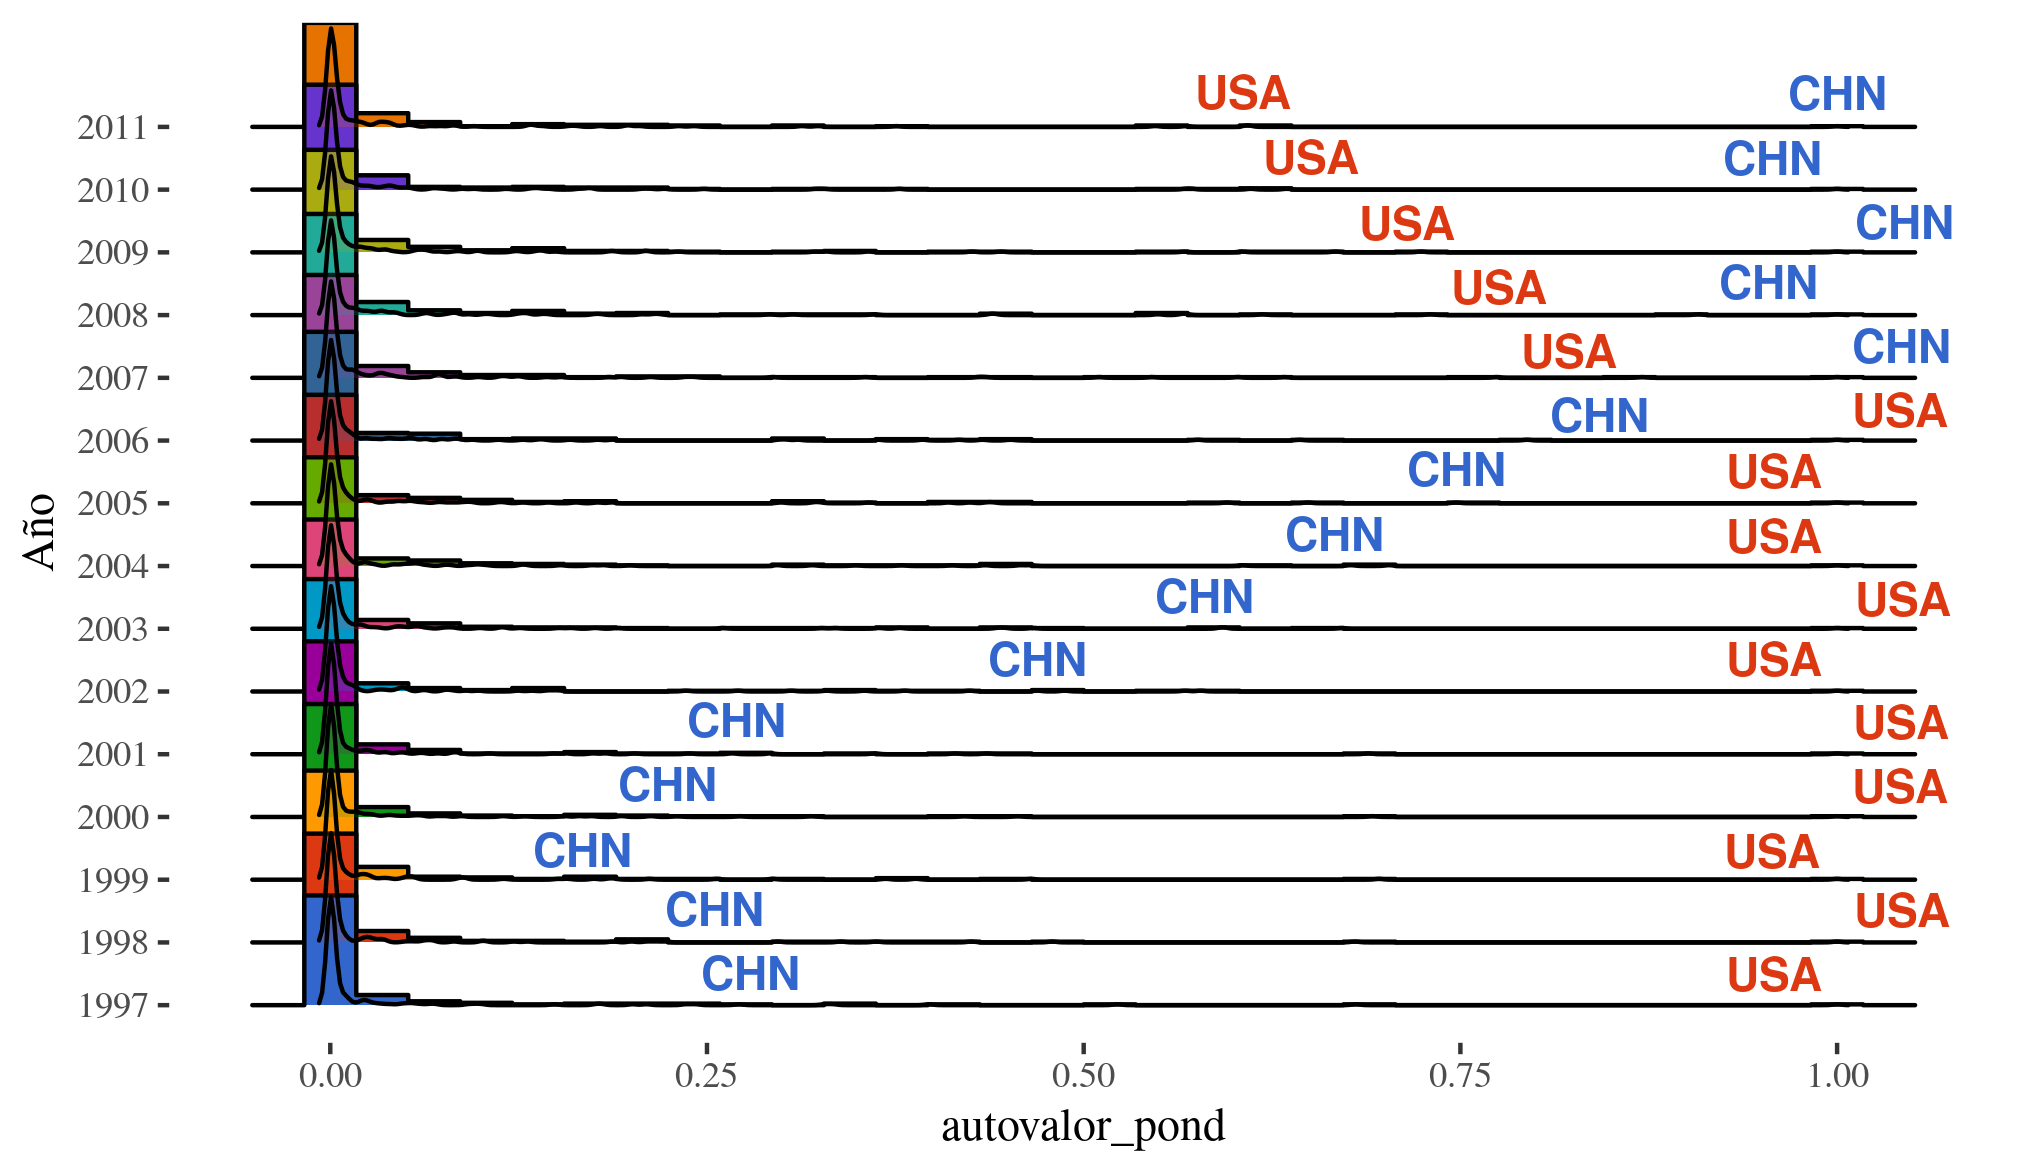 USA CHN
2011
USA CHN
2010
USA CHN
2009
USA CHN
2008
USA CHN
2007
CHN USA
2006
CHN USA
2005
CHN USA
2004
CHN USA
2003
CHN USA
2002
CHN USA
2001
CHN USA
2000
CHN USA
1999
CHN USA
1998
CHN USA
1997
Año
0.00 0.25 0.50 0.75 1.00
autovalor_pond